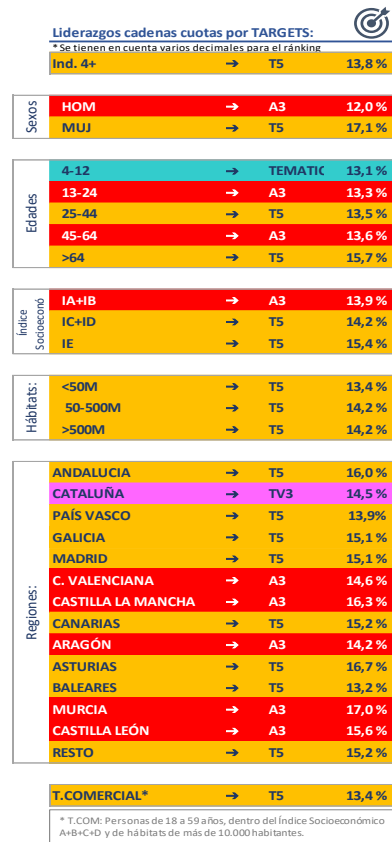 Liderazgos cadenas cuotas por TARGETS:
* Se tienen en cuenta varios decimales para el ránking
Ind. 4+ ➔ T5 13,8 %
Sexos
HOM ➔ A3 12,0 %
MUJ ➔ T5 17,1 %
Edades
4-12 ➔ TEMATIC 13,1 %
13-24 ➔ A3 13,3 %
25-44 ➔ T5 13,5 %
45-64 ➔ A3 13,6 %
>64 ➔ T5 15,7 %
Índice
Socioeconó
IA+IB ➔ A3 13,9 %
IC+ID ➔ T5 14,2 %
IE ➔ T5 15,4 %
Hábitats:
<50M ➔ T5 13,4 %
50-500M ➔ T5 14,2 %
>500M ➔ T5 14,2 %
Regiones:
ANDALUCIA ➔ T5 16,0 %
CATALUÑA ➔ TV3 14,5 %
PAÍS VASCO ➔ T5 13,9%
GALICIA ➔ T5 15,1 %
MADRID ➔ T5 15,1 %
C. VALENCIANA ➔ A3 14,6 %
CASTILLA LA MANCHA ➔ A3 16,3 %
CANARIAS ➔ T5 15,2 %
ARAGÓN ➔ A3 14,2 %
ASTURIAS ➔ T5 16,7 %
BALEARES ➔ T5 13,2 %
MURCIA ➔ A3 17,0 %
CASTILLA LEÓN ➔ A3 15,6 %
RESTO ➔ T5 15,2 %
T.COMERCIAL* ➔ T5 13,4 %
* T.COM: Personas de 18 a 59 años, dentro del Índice Socioeconómico
A+B+C+D y de hábitats de más de 10.000 habitantes.